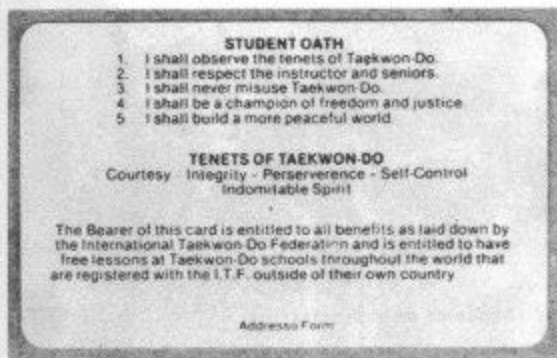 STUDENT OATH
1. I shall observe the tenets of Taekwon-Do.
2. I shall respect the instructor and seniors.
3. I shall never misuse Taekwon-Do.
4. I shall be a champion of freedom and justice.
5. I shall build a more peaceful world.
TENETS OF TAEKWON-DO
Courtesy - Integrity - Perserverence - Self-Control
Indomitable Spirit
The Bearer of this card is entitled to all benefits as laid down by
the International Taekwon-Do Federation and is entitled to have
free lessons at Taekwon-Do schools throughout the world that
are registered with the I.T.F. outside of their own country
Addresso Form